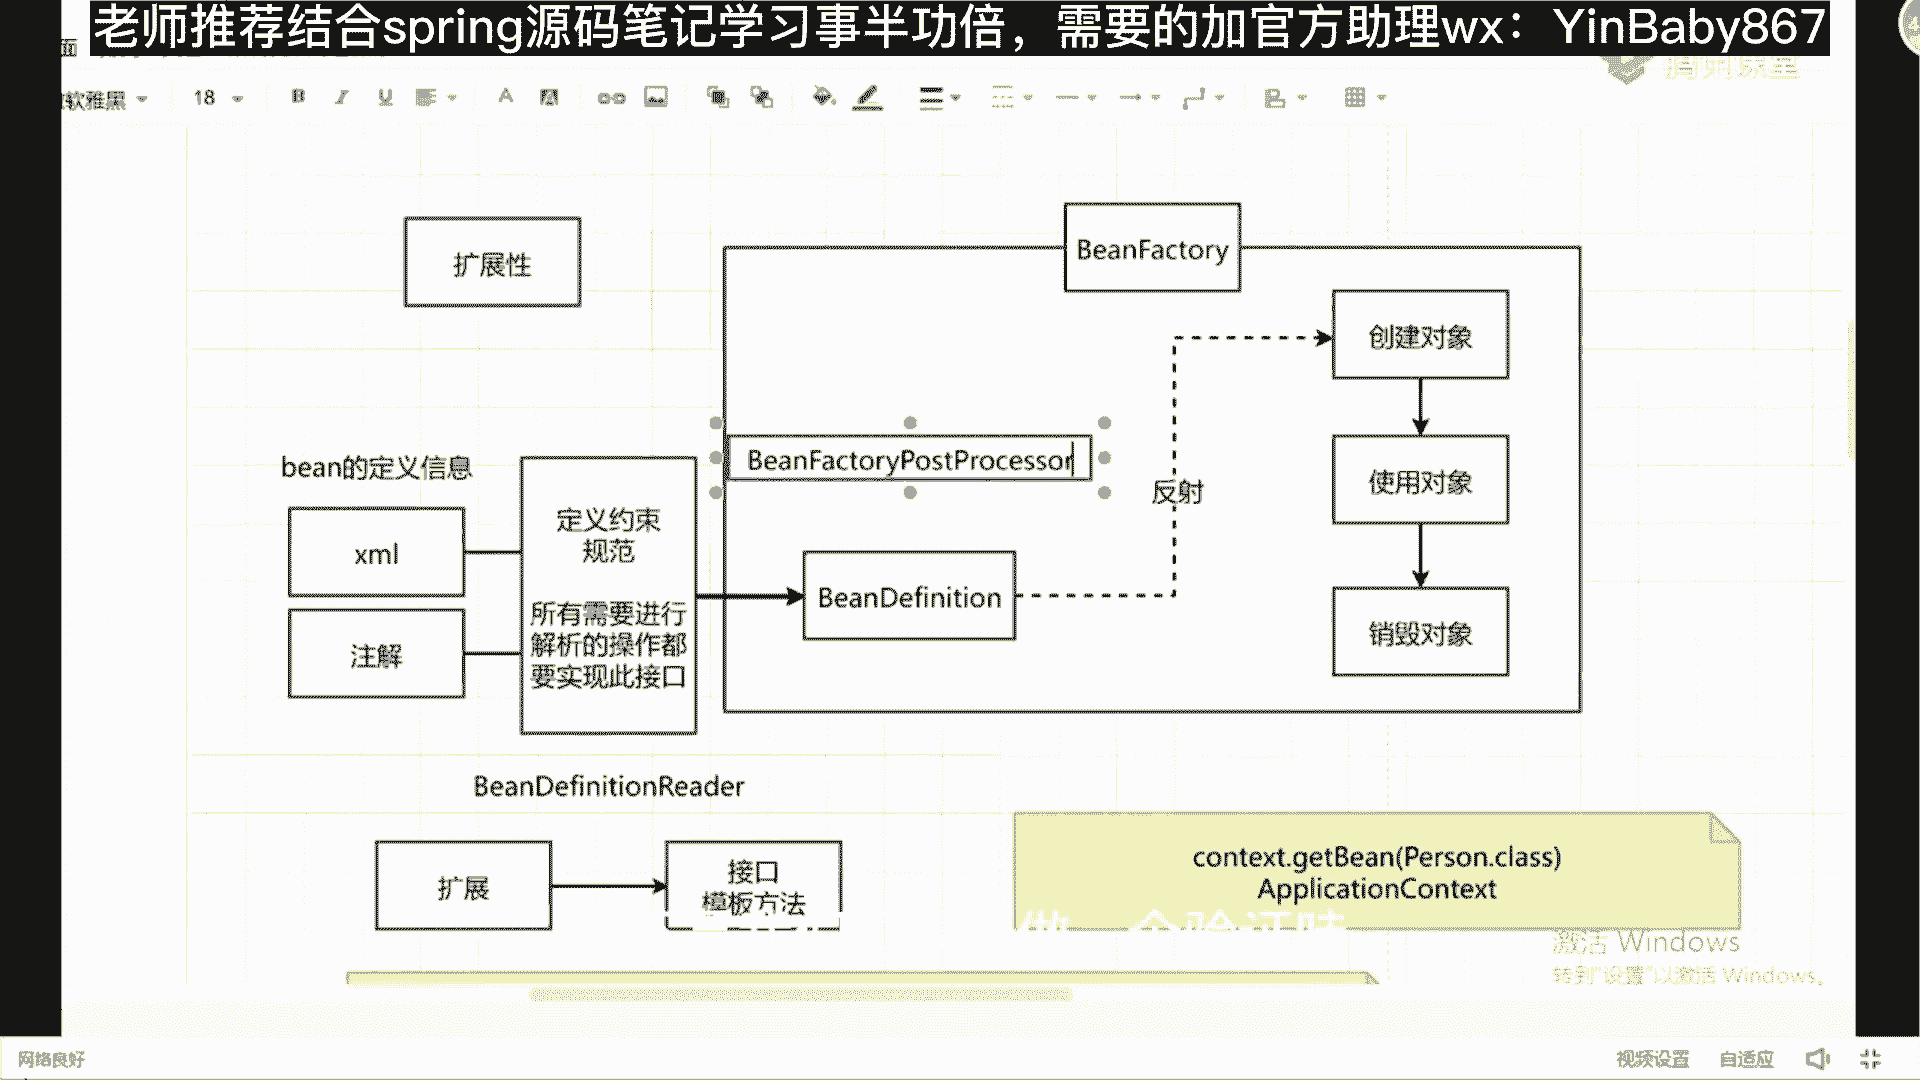 老师推荐结合spring源码笔记学习事半功倍，需要的加官方助理wx：YinBaby867
软雅黑
18
B I U A
扩展性
BeanFactory
创建对象
BeanFactoryPostProcessor
bean的定义信息
使用对象
反射
定义约束
规范
xml
BeanDefinition
所有需要进行
解析的操作都
要实现此接口
注解
销毁对象
BeanDefinitionReader
context.getBean(Person.class)
ApplicationContext
扩展
接口
模板方法
激活 Windows
转到"设置"以激活 Windows。
网络良好
视频设置
自适应